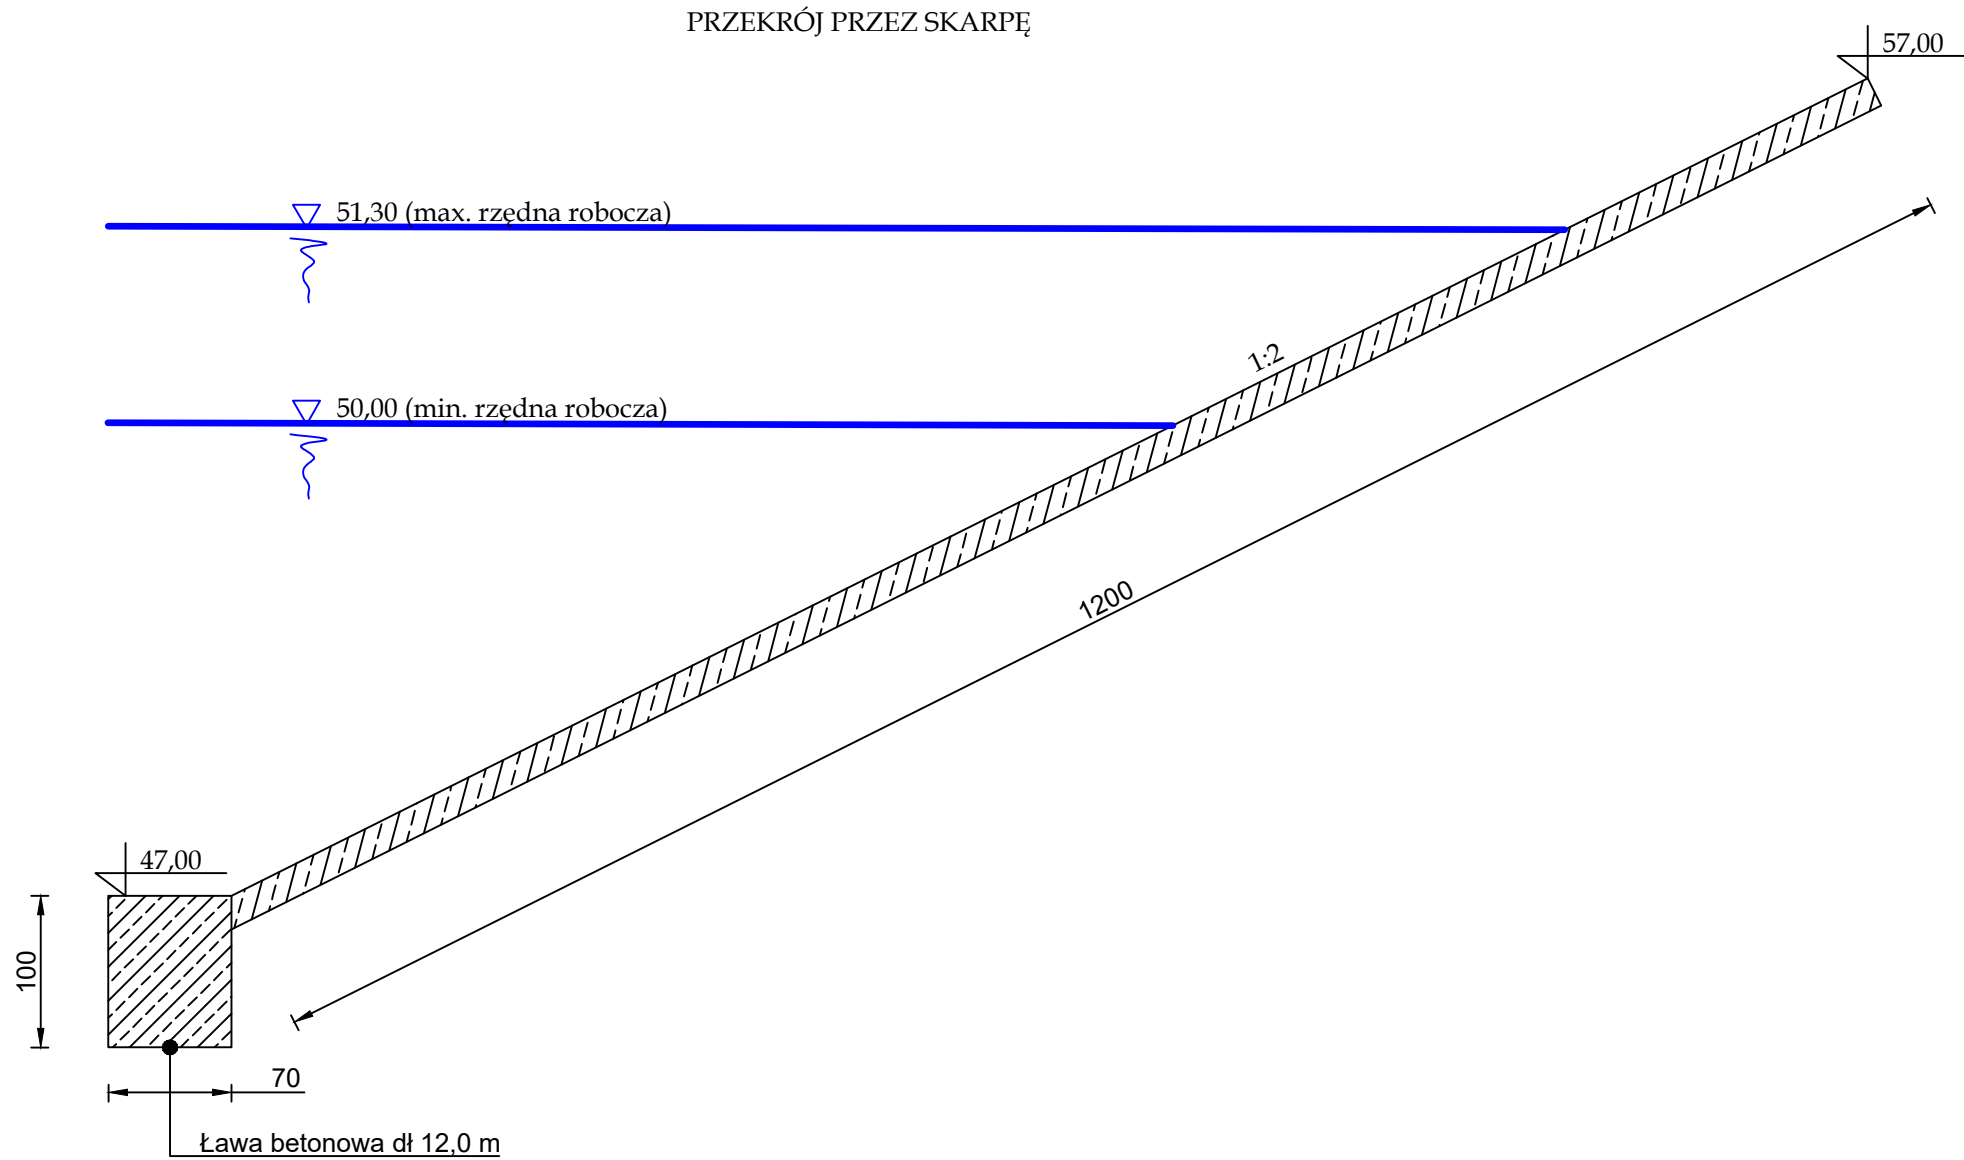 PRZEKRÓJ PRZEZ SKARPĘ
57,00
51,30 (max. rzędna robocza)
1:2
50,00 (min. rzędna robocza)
1200
47,00
100
70
Ława betonowa dł 12,0 m